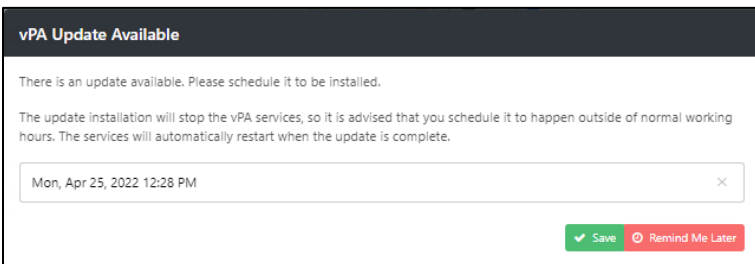 vPA Update Available
There is an update available. Please schedule it to be installed.
The update installation will stop the vPA services, so it is advised that you schedule it to happen outside of normal working
hours. The services will automatically restart when the update is complete.
Mon, Apr 25, 2022 12:28 PM
Save Remind Me Later